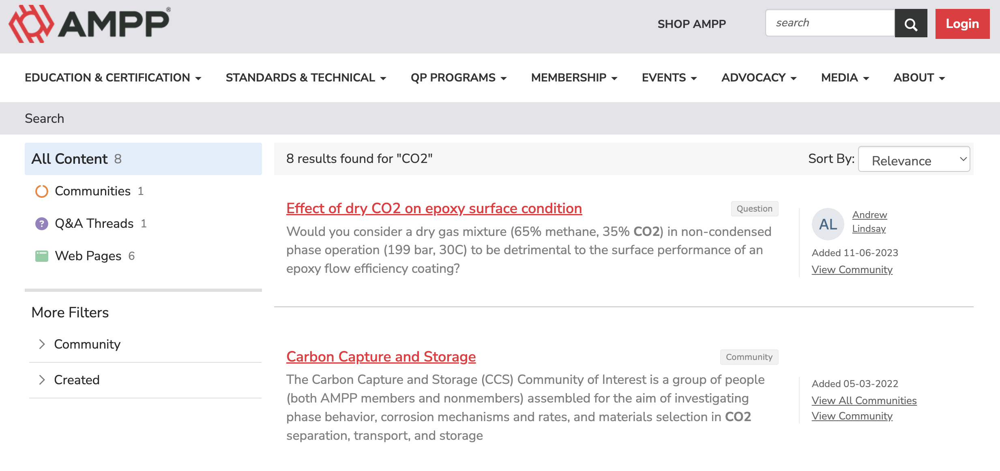 AMPP®
SHOP AMPP
search
Login
EDUCATION & CERTIFICATION
STANDARDS & TECHNICAL
QP PROGRAMS
MEMBERSHIP
EVENTS
ADVOCACY
MEDIA
ABOUT
Search
All Content 8
Communities 1
? Q&A Threads 1
Web Pages 6
More Filters
Community
Created
8 results found for "CO2"
Sort By: Relevance
Effect of dry CO2 on epoxy surface condition
Question
Would you consider a dry gas mixture (65% methane, 35% CO2) in non-condensed
phase operation (199 bar, 30C) to be detrimental to the surface performance of an
epoxy flow efficiency coating?
AL
Andrew
Lindsay
Added 11-06-2023
View Community
Carbon Capture and Storage
Community
The Carbon Capture and Storage (CCS) Community of Interest is a group of people
(both AMPP members and nonmembers) assembled for the aim of investigating
phase behavior, corrosion mechanisms and rates, and materials selection in CO2
separation, transport, and storage
Added 05-03-2022
View All Communities
View Community